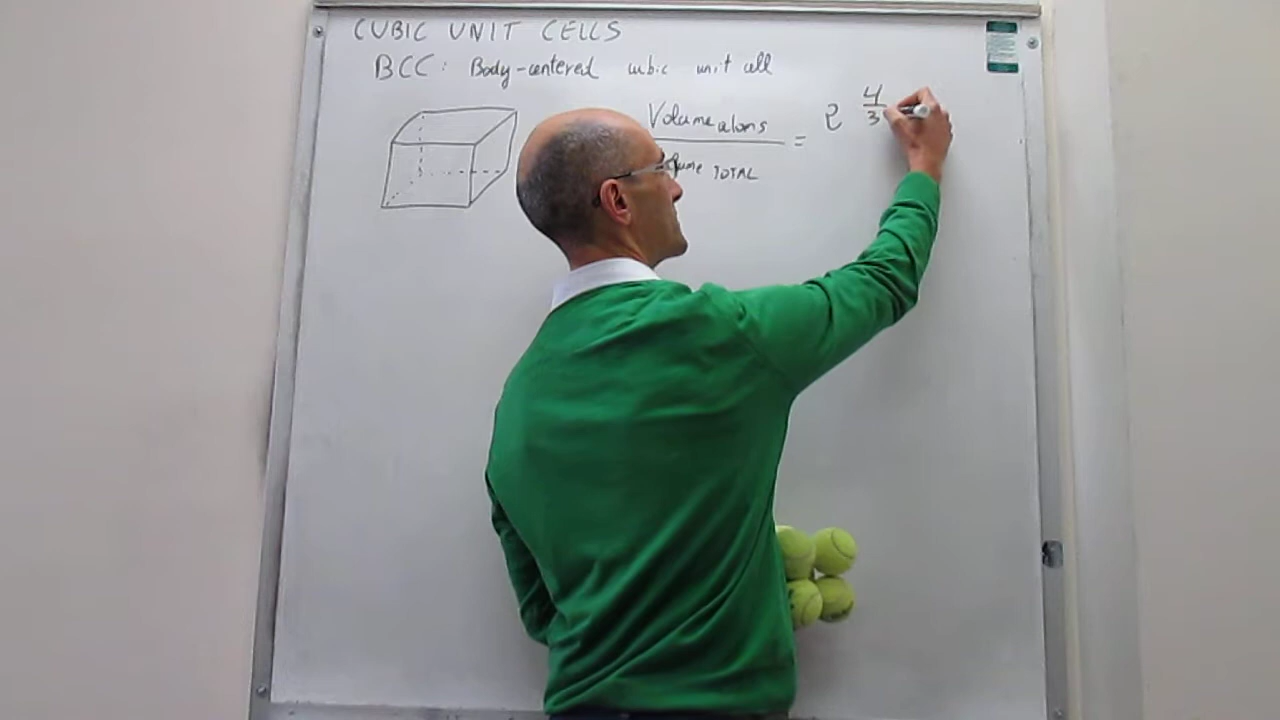 CUBIC UNIT CELLS
BCC: Body-centered cubic unit cell
Volume atoms = 2 4/3
Volume TOTAL